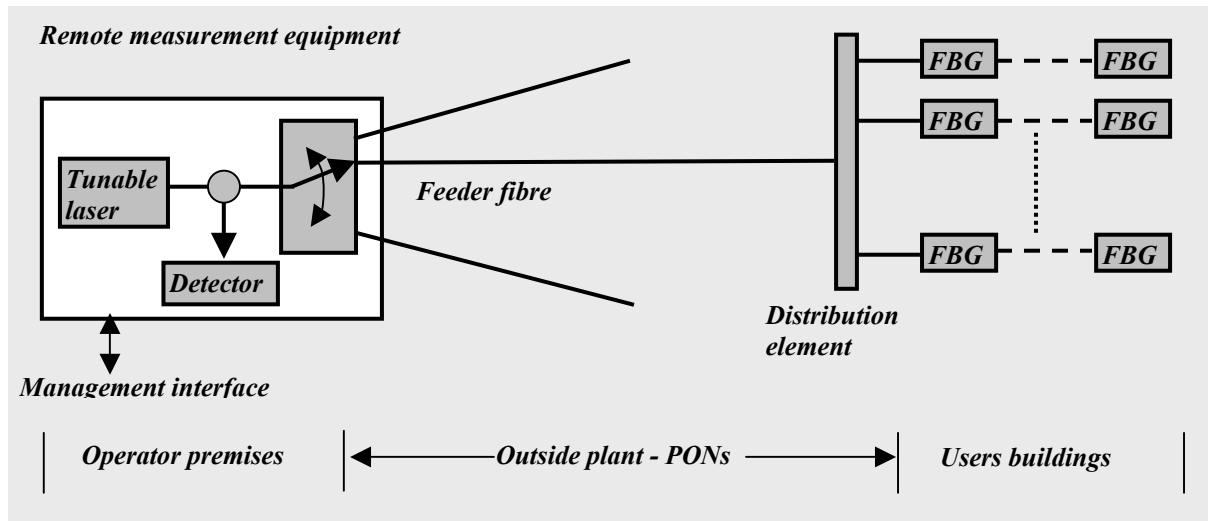 Remote measurement equipment
FBG
FBG
FBG
FBG
Tunable
laser
Feeder fibre
Detector
FBG
FBG
Distribution
element
Management interface
Operator premises
Outside plant - PONs
Users buildings